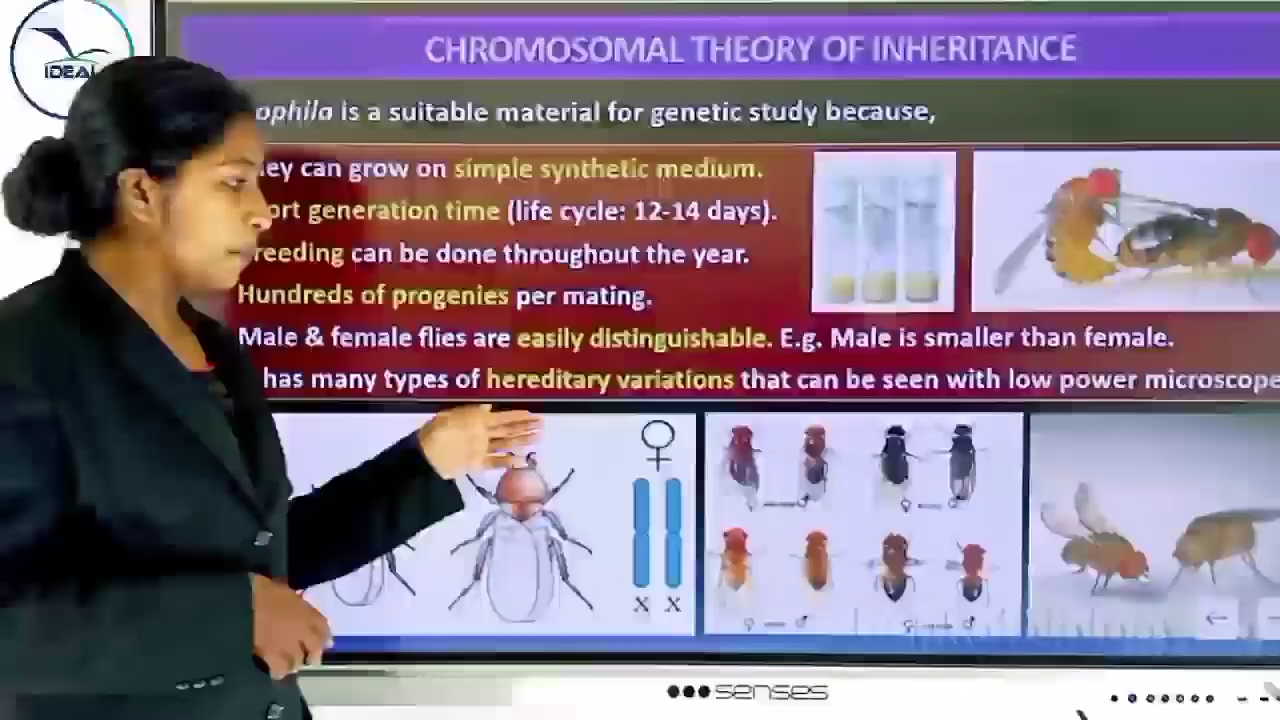 IDEAL
CHROMOSOMAL THEORY OF INHERITANCE
ophila is a suitable material for genetic study because,
ey can grow on simple synthetic medium.
ort generation time (life cycle: 12-14 days).
reeding can be done throughout the year.
Hundreds of progenies per mating.
Male & female flies are easily distinguishable. E.g. Male is smaller than female.
has many types of hereditary variations that can be seen with low power microscope
♀
X X
senses